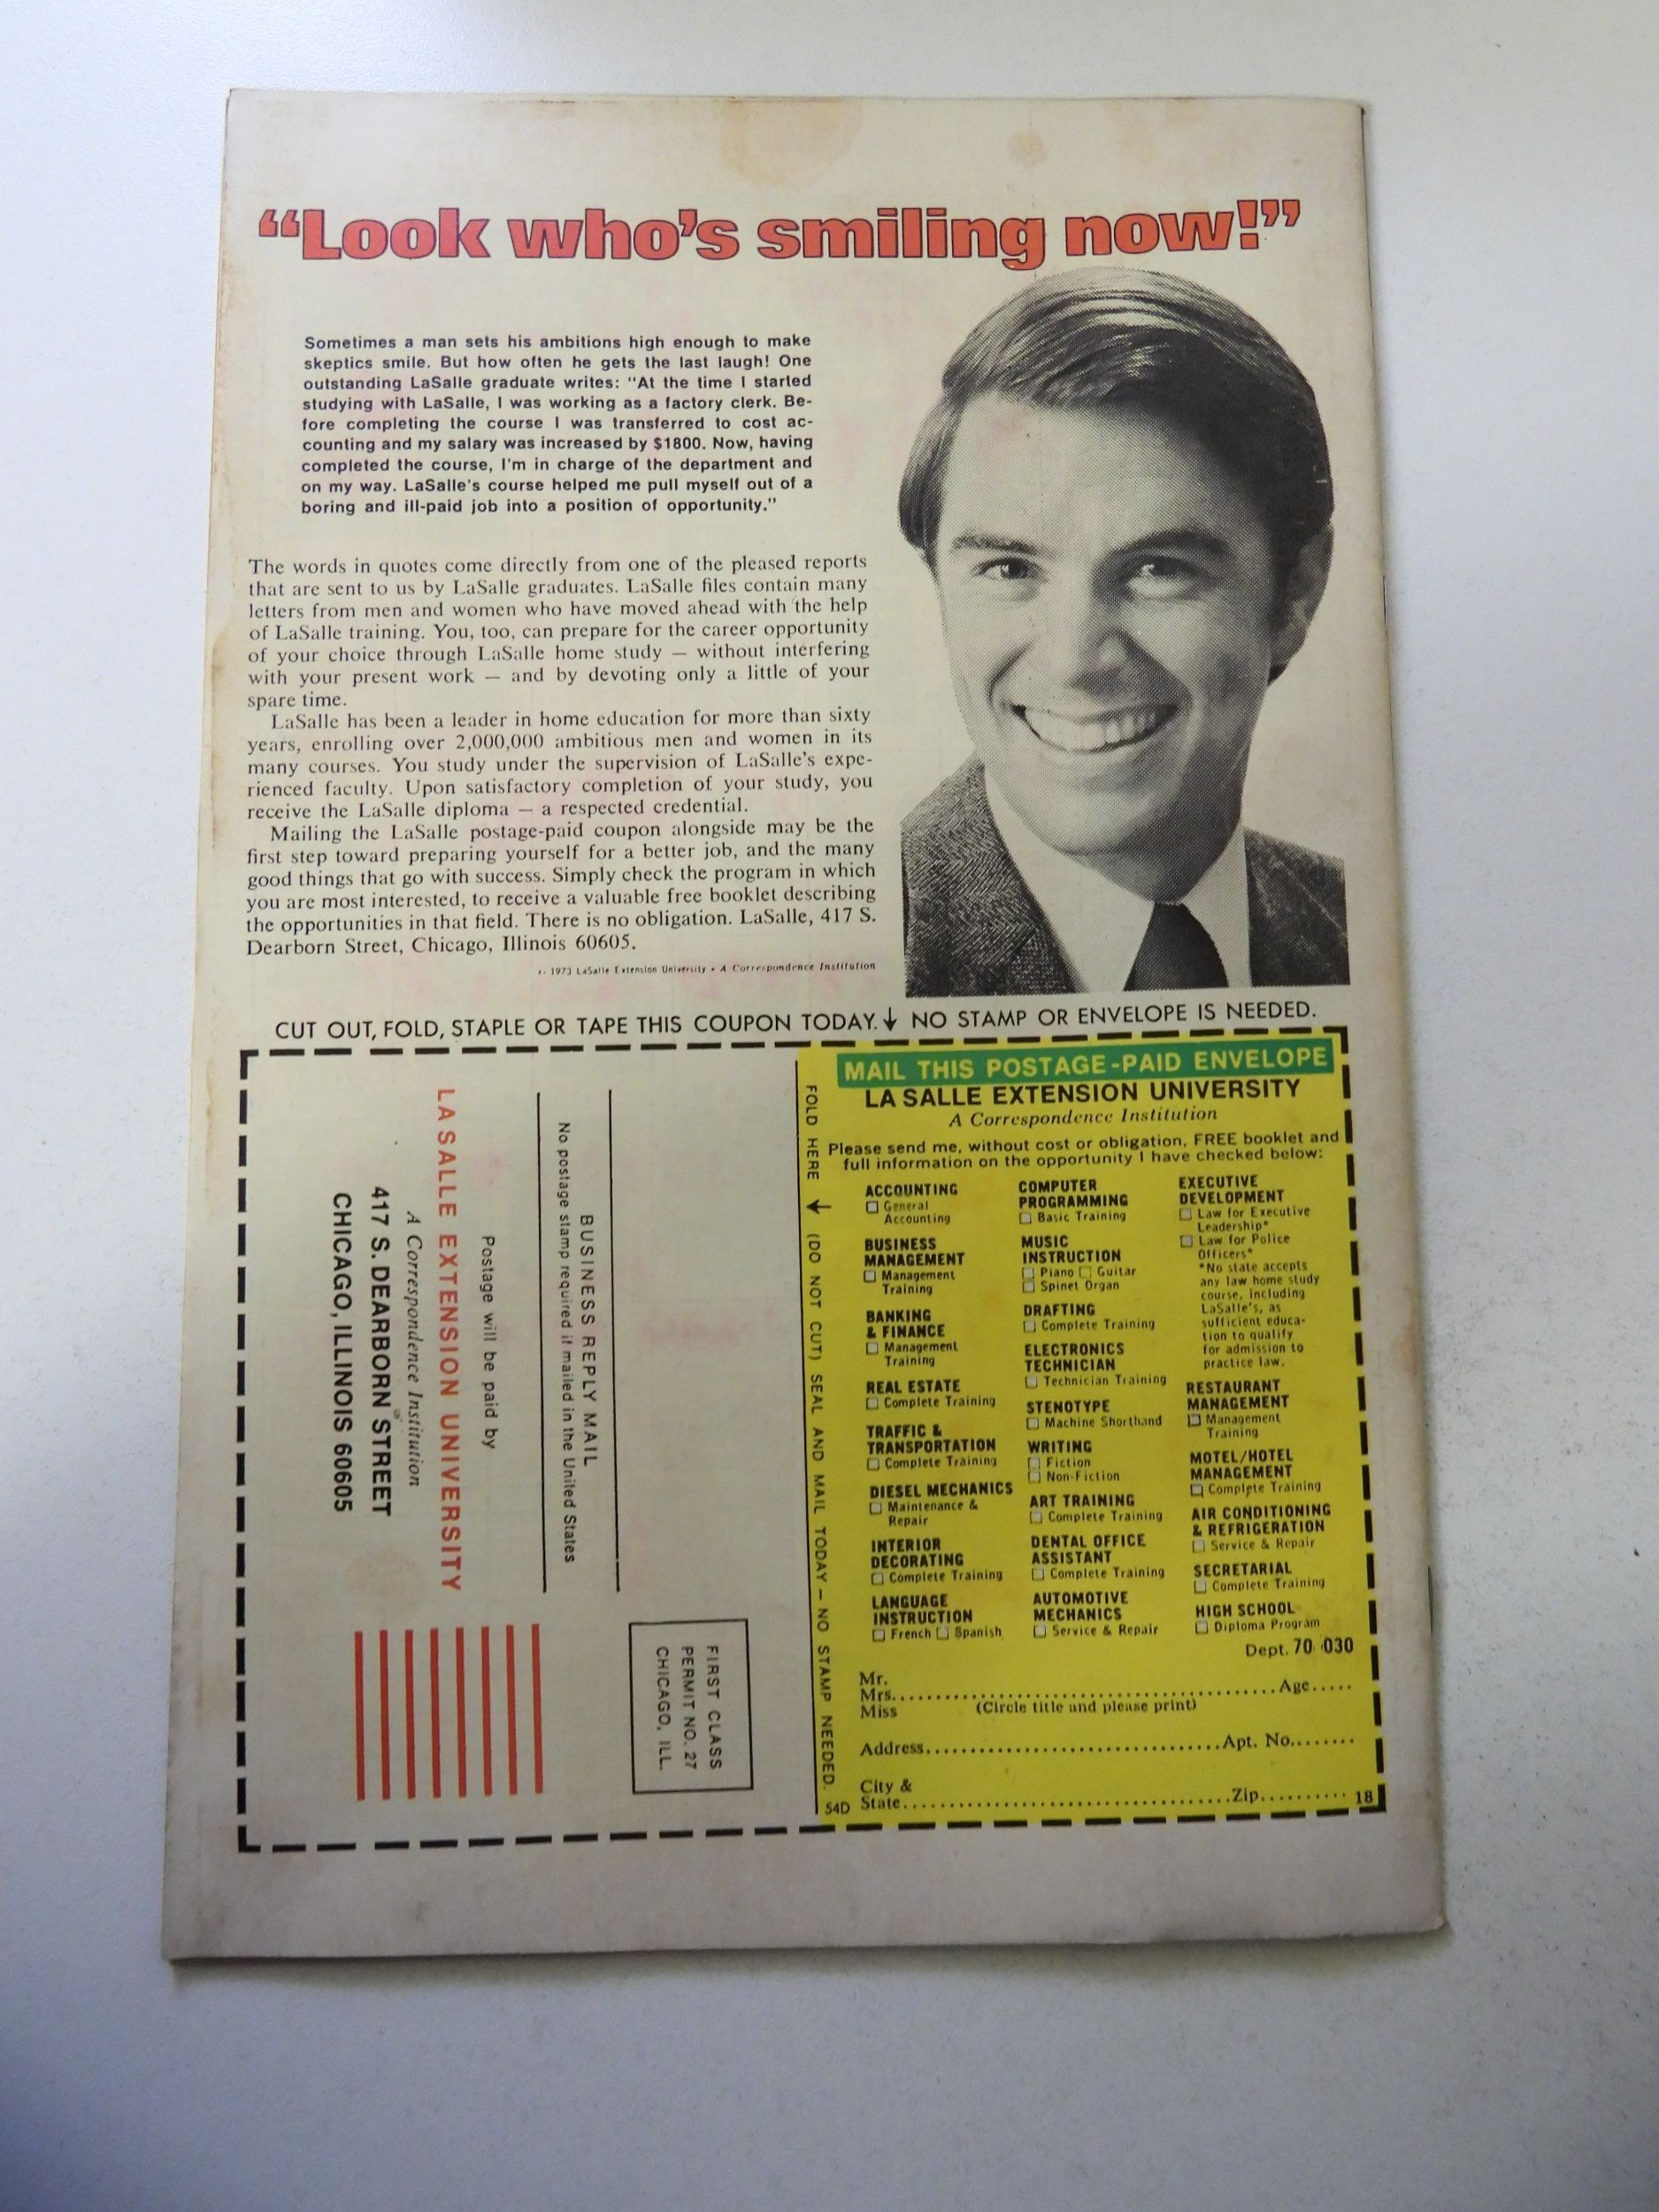 “Look who's smiling now!”
Sometimes a man sets his ambitions high enough to make
skeptics smile. But how often he gets the last laugh! One
outstanding LaSalle graduate writes: "At the time I started
studying with LaSalle, I was working as a factory clerk. Be-
fore completing the course I was transferred to cost ac-
counting and my salary was increased by $1800. Now, having
completed the course, I'm in charge of the department and
on my way. LaSalle's course helped me pull myself out of a
boring and ill-paid job into a position of opportunity."
The words in quotes come directly from one of the pleased reports
that are sent to us by LaSalle graduates. LaSalle files contain many
letters from men and women who have moved ahead with the help
of LaSalle training. You, too, can prepare for the career opportunity
of your choice through LaSalle home study — without interfering
with your present work — and by devoting only a little of your
spare time.
LaSalle has been a leader in home education for more than sixty
years, enrolling over 2,000,000 ambitious men and women in its
many courses. You study under the supervision of LaSalle's expe-
rienced faculty. Upon satisfactory completion of your study, you
receive the LaSalle diploma — a respected credential.
Mailing the LaSalle postage-paid coupon alongside may be the
first step toward preparing yourself for a better job, and the many
good things that go with success. Simply check the program in which
you are most interested, to receive a valuable free booklet describing
the opportunities in that field. There is no obligation. LaSalle, 417 S.
Dearborn Street, Chicago, Illinois 60605.
© 1973 LaSalle Extension University • A Correspondence Institution
CUT OUT, FOLD, STAPLE OR TAPE THIS COUPON TODAY. ↓ NO STAMP OR ENVELOPE IS NEEDED.
FIRST CLASS
PERMIT NO. 27
CHICAGO, ILL.
BUSINESS REPLY MAIL
No postage stamp required if mailed in the United States
Postage will be paid by
LA SALLE EXTENSION UNIVERSITY
A Correspondence Institution
417 S. DEARBORN STREET
CHICAGO, ILLINOIS 60605
FOLD HERE (DO NOT CUT) SEAL AND MAIL TODAY — NO STAMP NEEDED.
MAIL THIS POSTAGE-PAID ENVELOPE
LA SALLE EXTENSION UNIVERSITY
A Correspondence Institution
Please send me, without cost or obligation, FREE booklet and
full information on the opportunity I have checked below:
ACCOUNTING
□ General
Accounting
BUSINESS
MANAGEMENT
□ Management
Training
BANKING
& FINANCE
□ Management
Training
REAL ESTATE
□ Complete Training
TRAFFIC &
TRANSPORTATION
□ Complete Training
DIESEL MECHANICS
□ Maintenance &
Repair
INTERIOR
DECORATING
□ Complete Training
LANGUAGE
INSTRUCTION
□ French □ Spanish
COMPUTER
PROGRAMMING
□ Basic Training
MUSIC
INSTRUCTION
□ Piano □ Guitar
□ Spinet Organ
DRAFTING
□ Complete Training
ELECTRONICS
TECHNICIAN
□ Technician Training
STENOTYPE
□ Machine Shorthand
WRITING
□ Fiction
□ Non-Fiction
ART TRAINING
□ Complete Training
DENTAL OFFICE
ASSISTANT
□ Complete Training
AUTOMOTIVE
MECHANICS
□ Service & Repair
EXECUTIVE
DEVELOPMENT
□ Law for Executive
Leadership*
□ Law for Police
Officers*
*No state accepts
any law home study
course, including
LaSalle's, as
sufficient educa-
tion to qualify
for admission to
practice law.
RESTAURANT
MANAGEMENT
□ Management
Training
MOTEL/HOTEL
MANAGEMENT
□ Complete Training
AIR CONDITIONING
& REFRIGERATION
□ Service & Repair
SECRETARIAL
□ Complete Training
HIGH SCHOOL
□ Diploma Program
Dept. 70-030
Mr.
Mrs. Age
Miss (Circle title and please print)
Address Apt. No.
City &
State Zip 18
54D